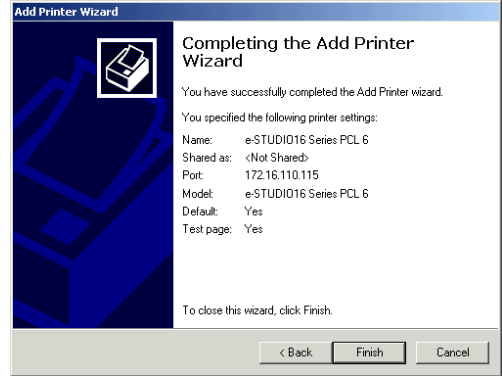 Add Printer Wizard
Completing the Add Printer
Wizard
You have successfully completed the Add Printer wizard.
You specified the following printer settings:
Name: e-STUDIO16 Series PCL 6
Shared as: <Not Shared>
Port: 172.16.110.115
Model: e-STUDIO16 Series PCL 6
Default: Yes
Test page: Yes
To close this wizard, click Finish.
< Back Finish Cancel